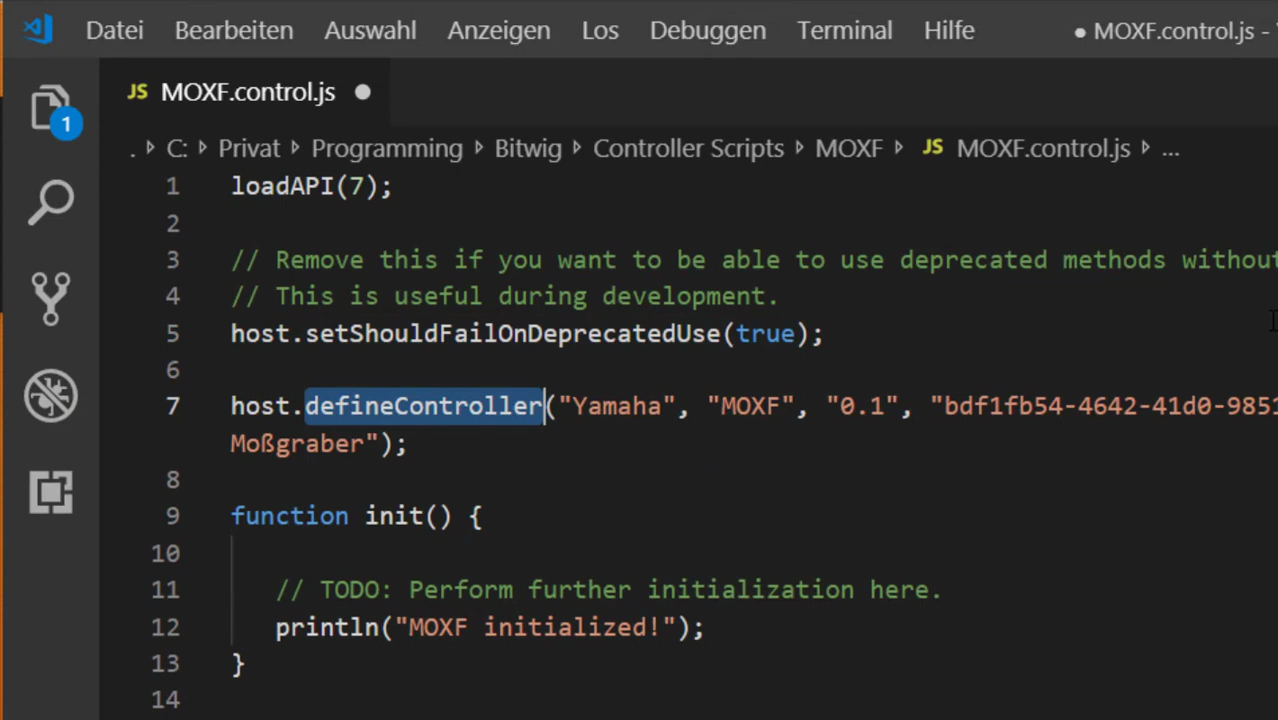 Datei Bearbeiten Auswahl Anzeigen Los Debuggen Terminal Hilfe ● MOXF.control.js -
JS MOXF.control.js ●
1
. C: Privat Programming Bitwig Controller Scripts MOXF JS MOXF.control.js ...
1 loadAPI(7);
2
3 // Remove this if you want to be able to use deprecated methods without
4 // This is useful during development.
5 host.setShouldFailOnDeprecatedUse(true);
6
7 host.defineController("Yamaha", "MOXF", "0.1", "bdf1fb54-4642-41d0-9851
Moßgraber");
8
9 function init() {
10
11 // TODO: Perform further initialization here.
12 println("MOXF initialized!");
13 }
14